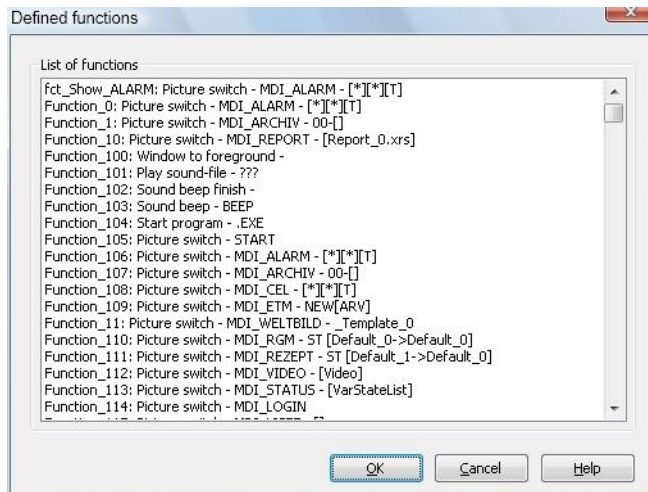 Defined functions
List of functions
fct_Show_ALARM: Picture switch - MDI_ALARM - [*][*][T]
Function_0: Picture switch - MDI_ALARM - [*][*][T]
Function_1: Picture switch - MDI_ARCHIV - 00-[]
Function_10: Picture switch - MDI_REPORT - [Report_0.xrs]
Function_100: Window to foreground -
Function_101: Play sound-file - ???
Function_102: Sound beep finish -
Function_103: Sound beep - BEEP
Function_104: Start program - .EXE
Function_105: Picture switch - START
Function_106: Picture switch - MDI_ALARM - [*][*][T]
Function_107: Picture switch - MDI_ARCHIV - 00-[]
Function_108: Picture switch - MDI_CEL - [*][*][T]
Function_109: Picture switch - MDI_ETM - NEW[ARV]
Function_11: Picture switch - MDI_WELTBILD - _Template_0
Function_110: Picture switch - MDI_RGM - ST [Default_0->Default_0]
Function_111: Picture switch - MDI_REZEPT - ST [Default_1->Default_0]
Function_112: Picture switch - MDI_VIDEO - [Video]
Function_113: Picture switch - MDI_STATUS - [VarStateList]
Function_114: Picture switch - MDI_LOGIN
OK
Cancel
Help